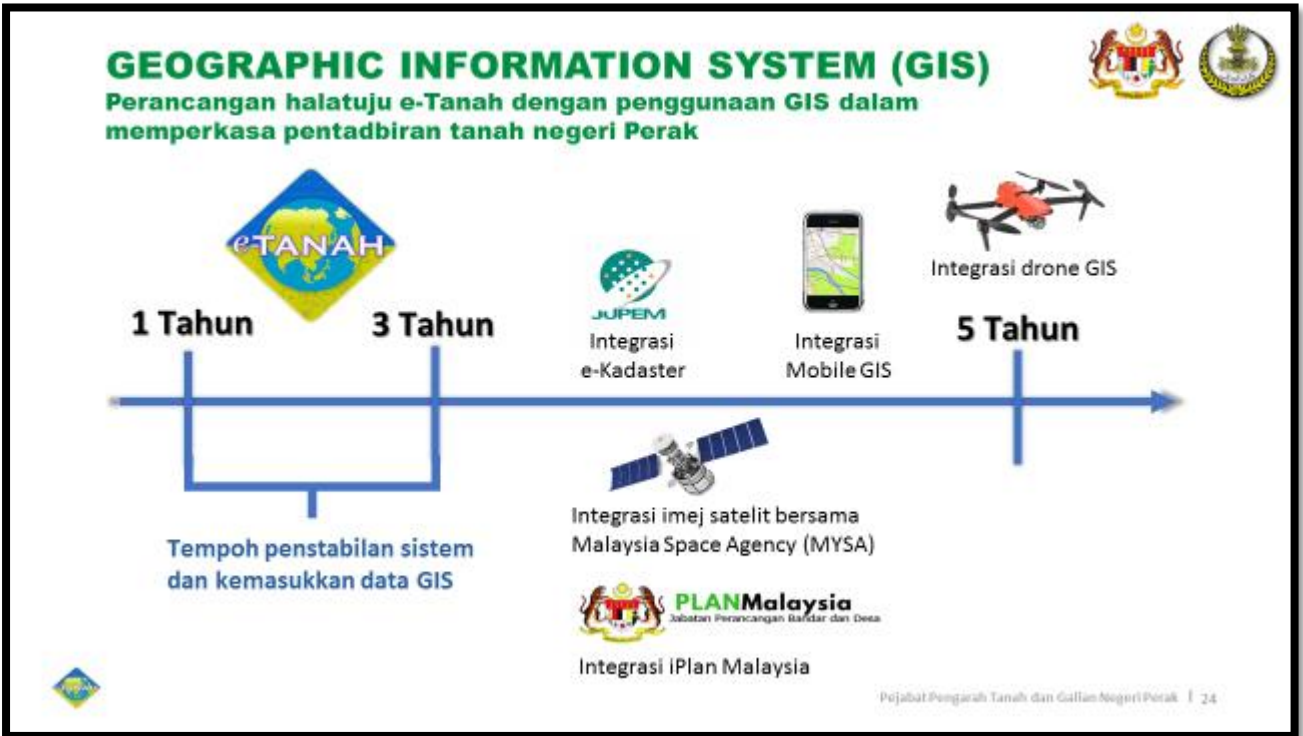 GEOGRAPHIC INFORMATION SYSTEM (GIS)
Perancangan halatuju e-Tanah dengan penggunaan GIS dalam
memperkasa pentadbiran tanah negeri Perak
eTANAH
1 Tahun
3 Tahun
JUPEM
Integrasi
e-Kadaster
Integrasi
Mobile GIS
Integrasi drone GIS
5 Tahun
Tempoh penstabilan sistem
dan kemasukkan data GIS
Integrasi imej satelit bersama
Malaysia Space Agency (MYSA)
PLANMalaysia
Jabatan Perancangan Bandar dan Desa
Integrasi iPlan Malaysia
Pejabat Pengarah Tanah dan Galian Negeri Perak | 24